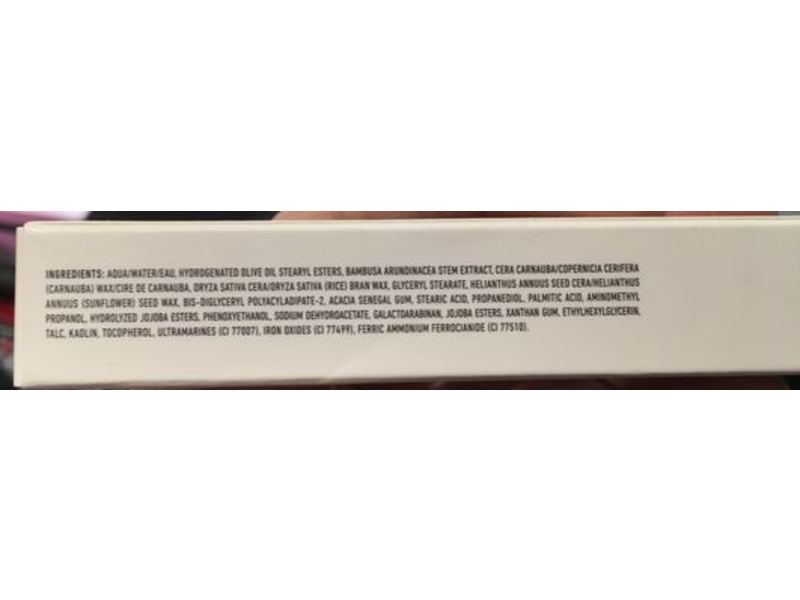 INGREDIENTS: AQUA/WATER/EAU, HYDROGENATED OLIVE OIL STEARYL ESTERS, BAMBUSA ARUNDINACEA STEM EXTRACT, CERA CARNAUBA/COPERNICIA CERIFERA
(CARNAUBA) WAX/CIRE DE CARNAUBA, ORYZA SATIVA CERA/ORYZA SATIVA (RICE) BRAN WAX, GLYCERYL STEARATE, HELIANTHUS ANNUUS SEED CERA/HELIANTHUS
ANNUUS (SUNFLOWER) SEED WAX, BIS-DIGLYCERYL POLYACYLADIPATE-2, ACACIA SENEGAL GUM, STEARIC ACID, PROPANEDIOL, PALMITIC ACID, AMINOMETHYL
PROPANOL, HYDROLYZED JOJOBA ESTERS, PHENOXYETHANOL, SODIUM DEHYDROACETATE, GALACTOARABINAN, JOJOBA ESTERS, XANTHAN GUM, ETHYLHEXYLGLYCERIN,
TALC, KAOLIN, TOCOPHEROL, ULTRAMARINES (CI 77007), IRON OXIDES (CI 77499), FERRIC AMMONIUM FERROCIANIDE (CI 77510).